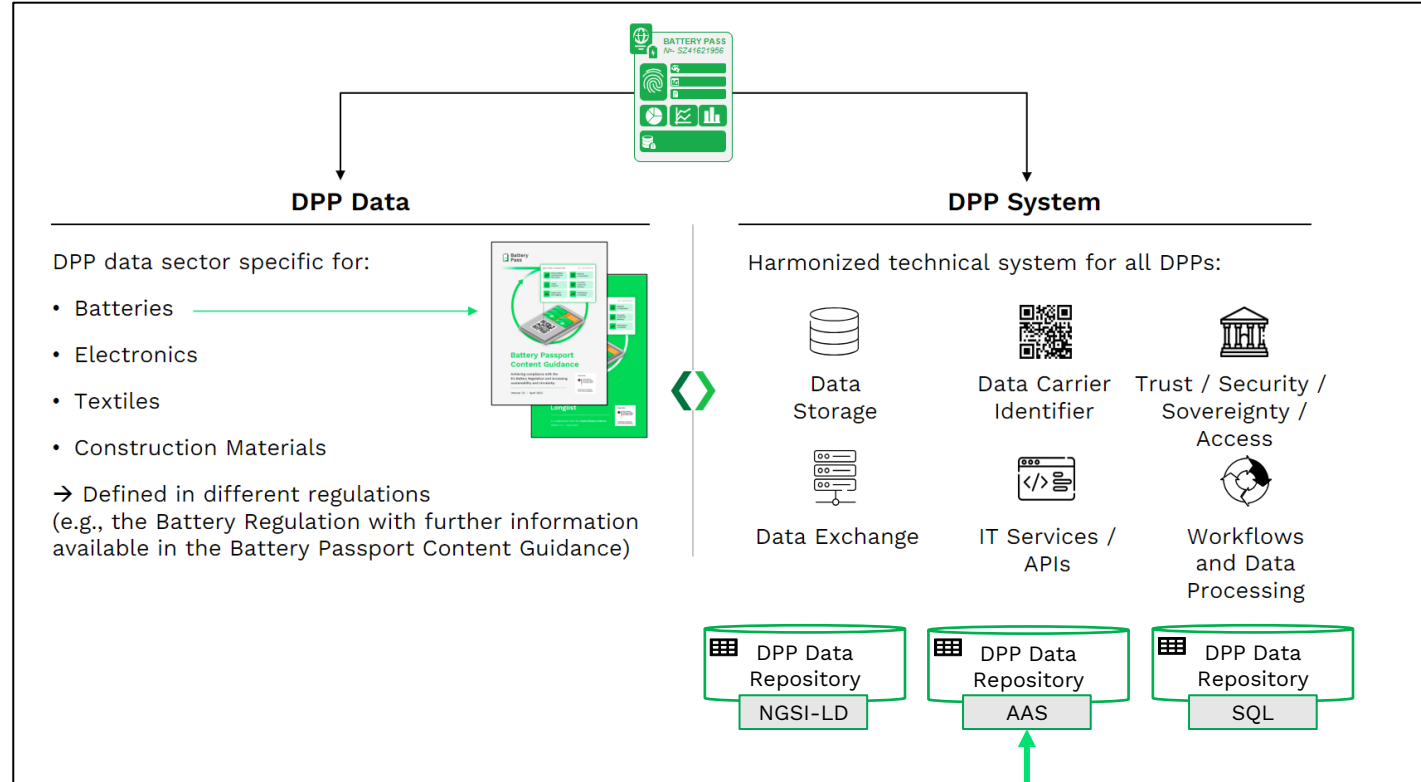 BATTERY PASS
№- SZ41621956
DPP Data
DPP data sector specific for:
• Batteries
• Electronics
• Textiles
• Construction Materials
→ Defined in different regulations
(e.g., the Battery Regulation with further information
available in the Battery Passport Content Guidance)
Battery
Pass
Battery Passport
Content Guidance
Longlist
DPP System
Harmonized technical system for all DPPs:
Data
Storage
Data Carrier
Identifier
Trust / Security /
Sovereignty /
Access
Data Exchange
IT Services /
APIs
Workflows
and Data
Processing
DPP Data
Repository
NGSI-LD
DPP Data
Repository
AAS
DPP Data
Repository
SQL